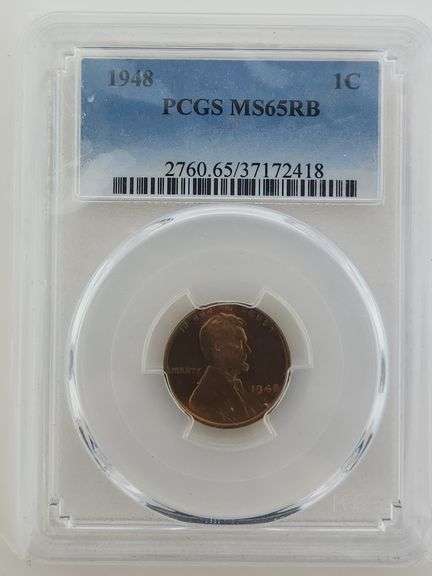 1948 1C
PCGS MS65RB
2760.65/37172418
LIBERTY 1948